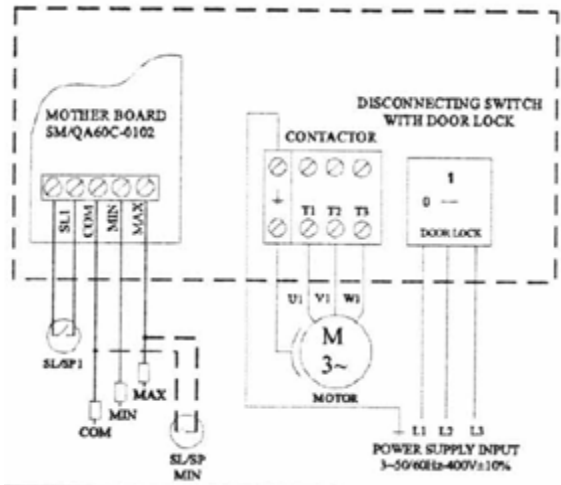 MOTHER BOARD
SM/QA60C-0102
SL1
COM
MIN
MAX
SL/SP1
COM
MIN
MAX
SL/SP
MIN
CONTACTOR
T1 T2 T3
U1 V1 W1
M
3~
MOTOR
DISCONNECTING SWITCH
WITH DOOR LOCK
1
0
DOOR LOCK
L1 L2 L3
POWER SUPPLY INPUT
3~50/60Hz-400V±10%